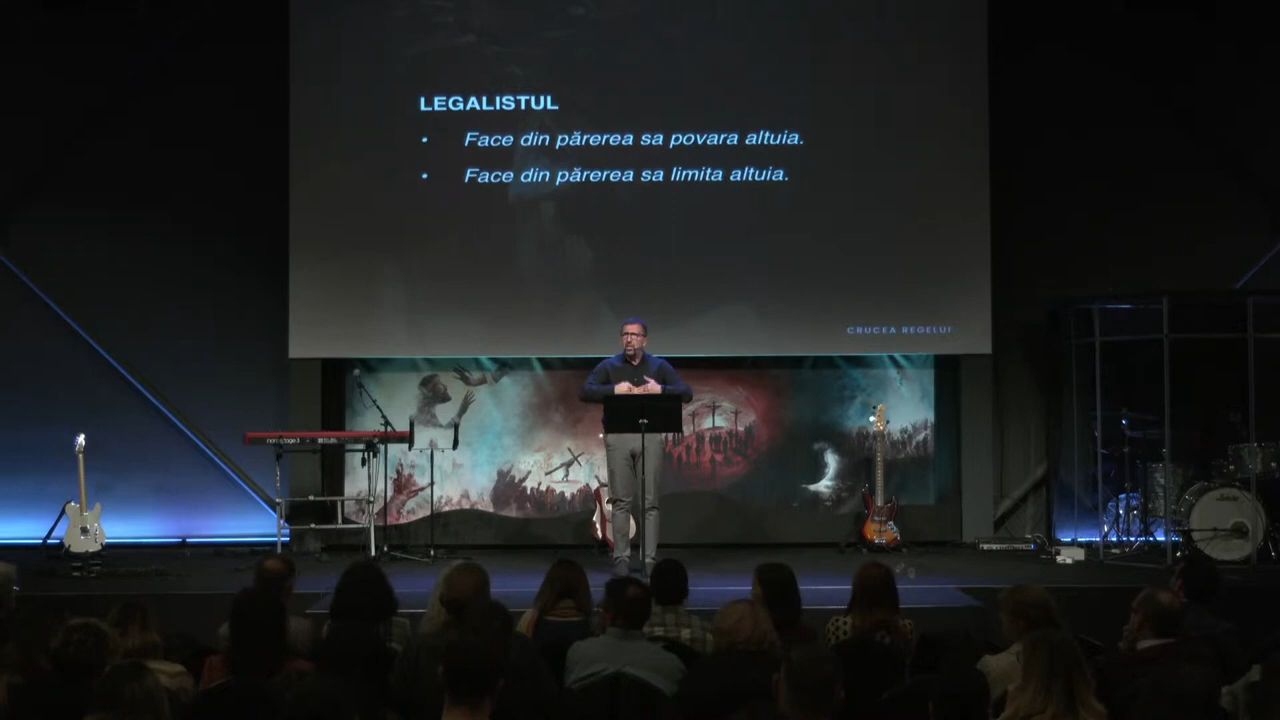 LEGALISTUL
• Face din părerea sa povara altuia.
• Face din părerea sa limita altuia.
CRUCEA REGELUI